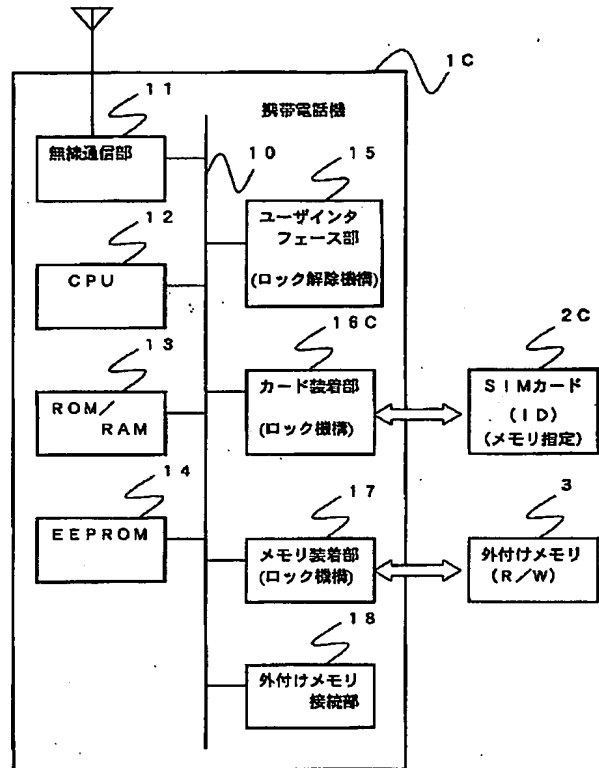 1C
携帯電話機
11
無線通信部
10
15
ユーザインタ
フェース部
(ロック解除機構)
12
CPU
16C
カード装着部
(ロック機構)
2C
SIMカード
(ID)
(メモリ指定)
13
ROM/
RAM
14
EEPROM
17
メモリ装着部
(ロック機構)
3
外付けメモリ
(R/W)
18
外付けメモリ
接続部